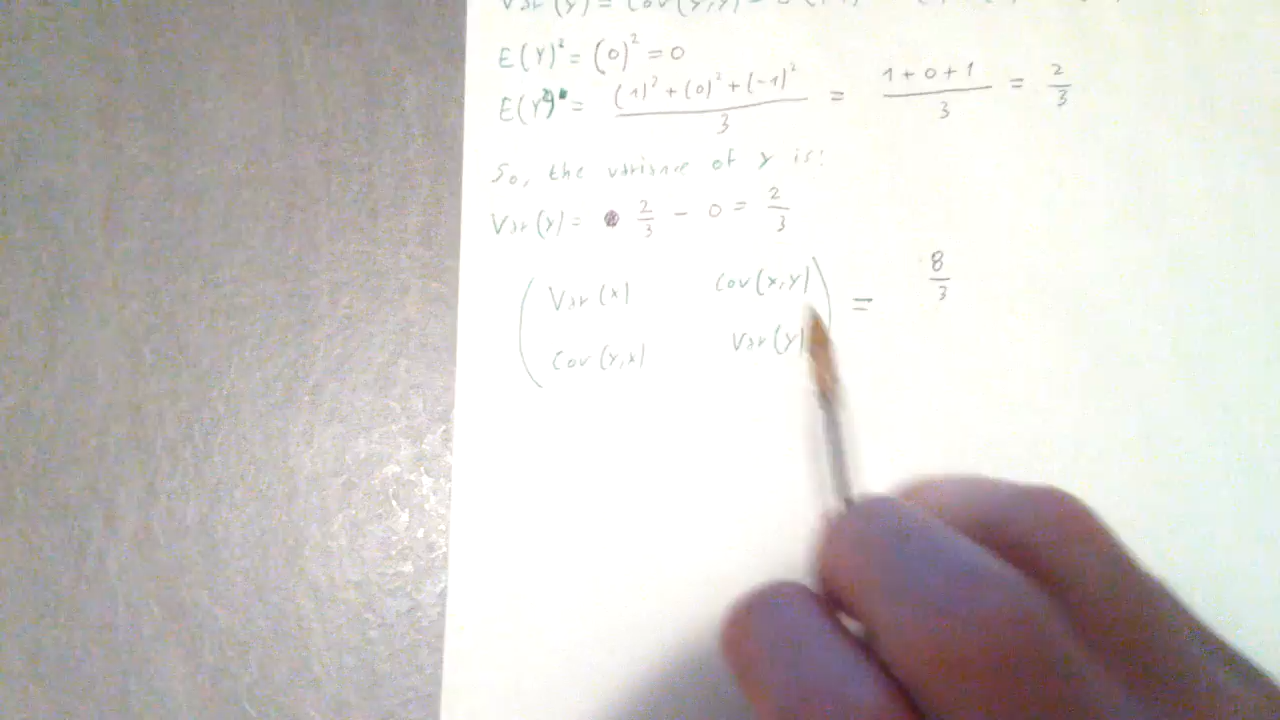 E(Y)² = (0)² = 0
E(Y²) = (1)² + (0)² + (-1)² / 3 = 1 + 0 + 1 / 3 = 2/3
So, the variance of y is:
Var(y) = 2/3 - 0 = 2/3
( Var(x) Cov(x,y) ) = 8/3
Cov(y,x) Var(y)